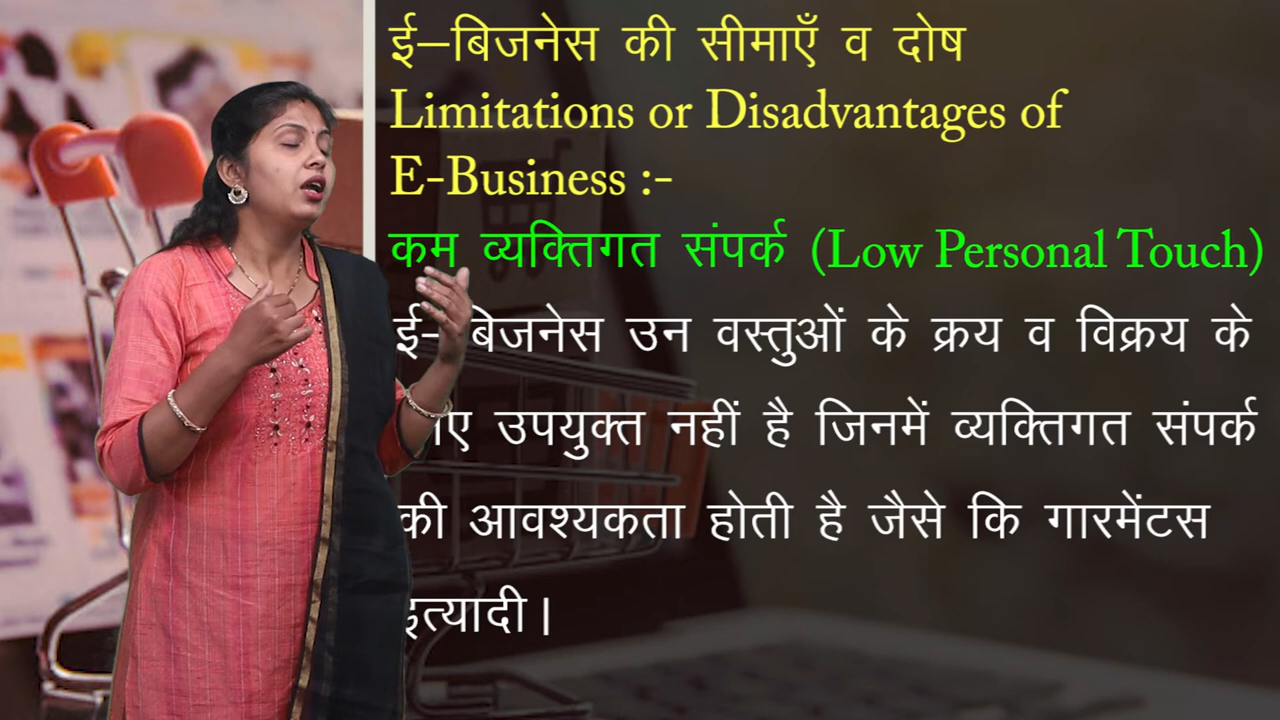 ई–बिजनेस की सीमाएँ व दोष
Limitations or Disadvantages of
E-Business :-
कम व्यक्तिगत संपर्क (Low Personal Touch)
ई- बिजनेस उन वस्तुओं के क्रय व विक्रय के
उपयुक्त नहीं है जिनमें व्यक्तिगत संपर्क
की आवश्यकता होती है जैसे कि गारमेंटस
इत्यादी।